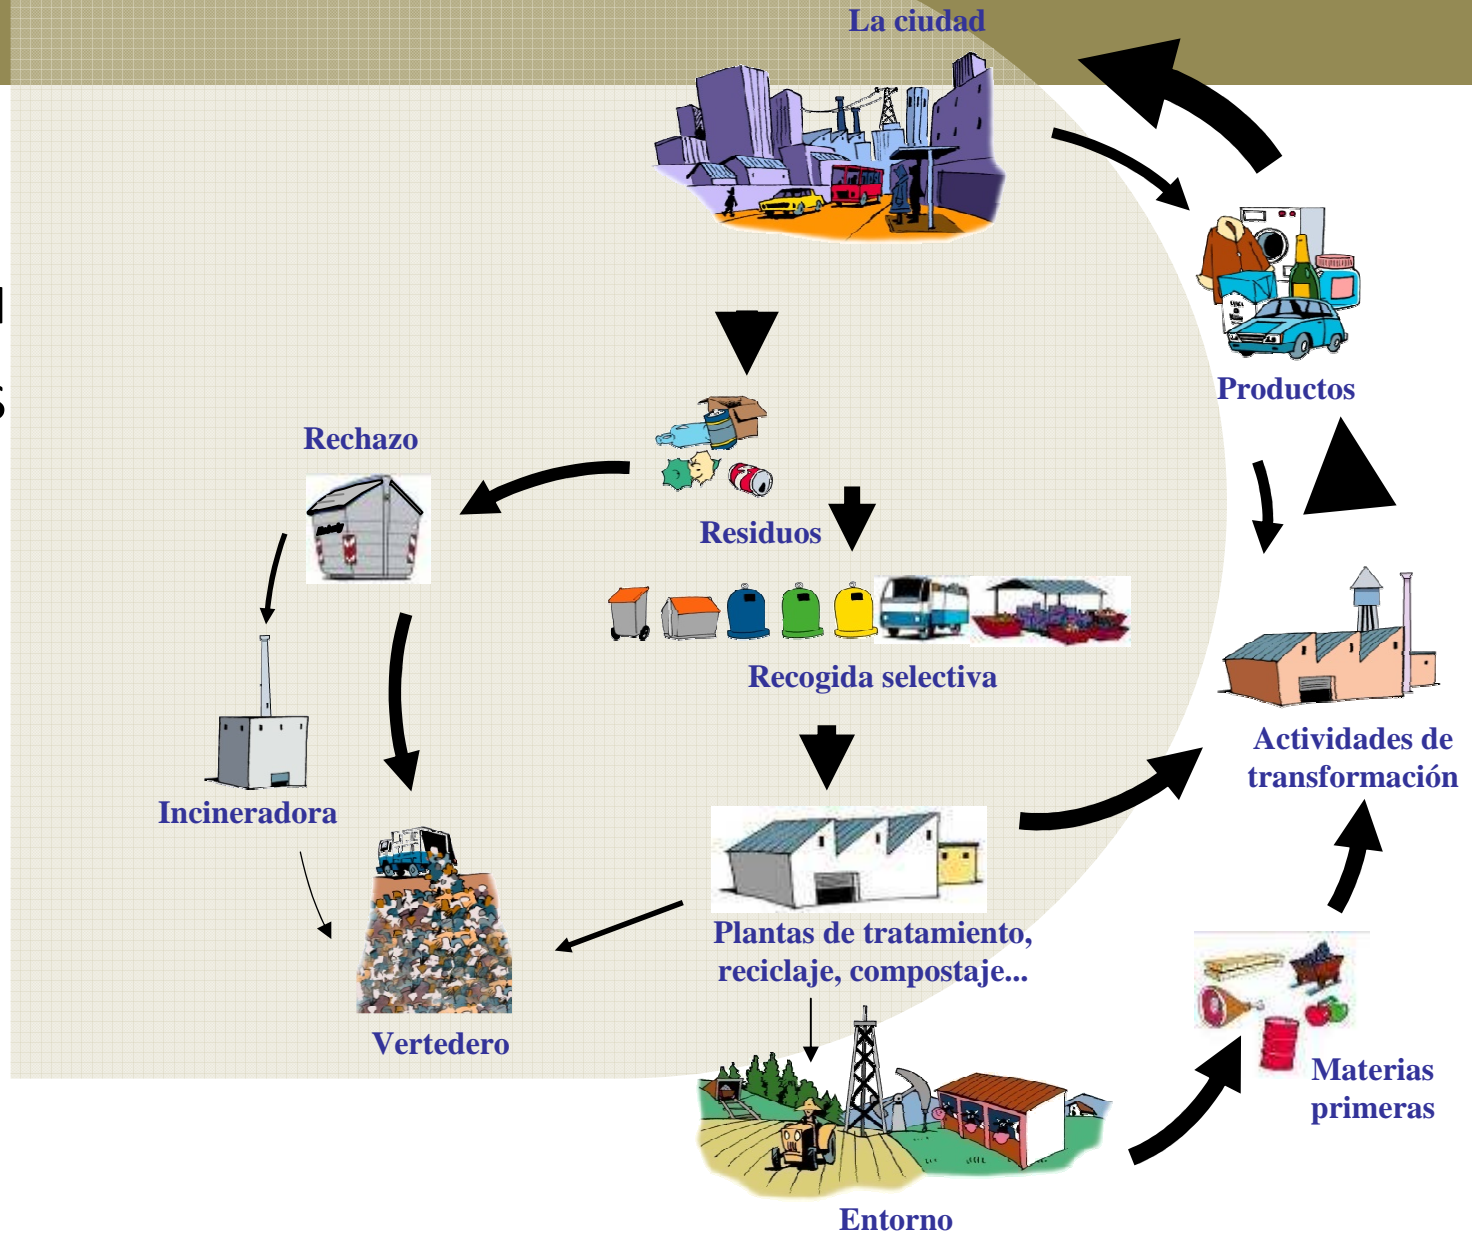 La ciudad
Productos
Rechazo
Residuos
Recogida selectiva
Actividades de
transformación
Incineradora
Plantas de tratamiento,
reciclaje, compostaje...
Vertedero
Materias
primeras
Entorno